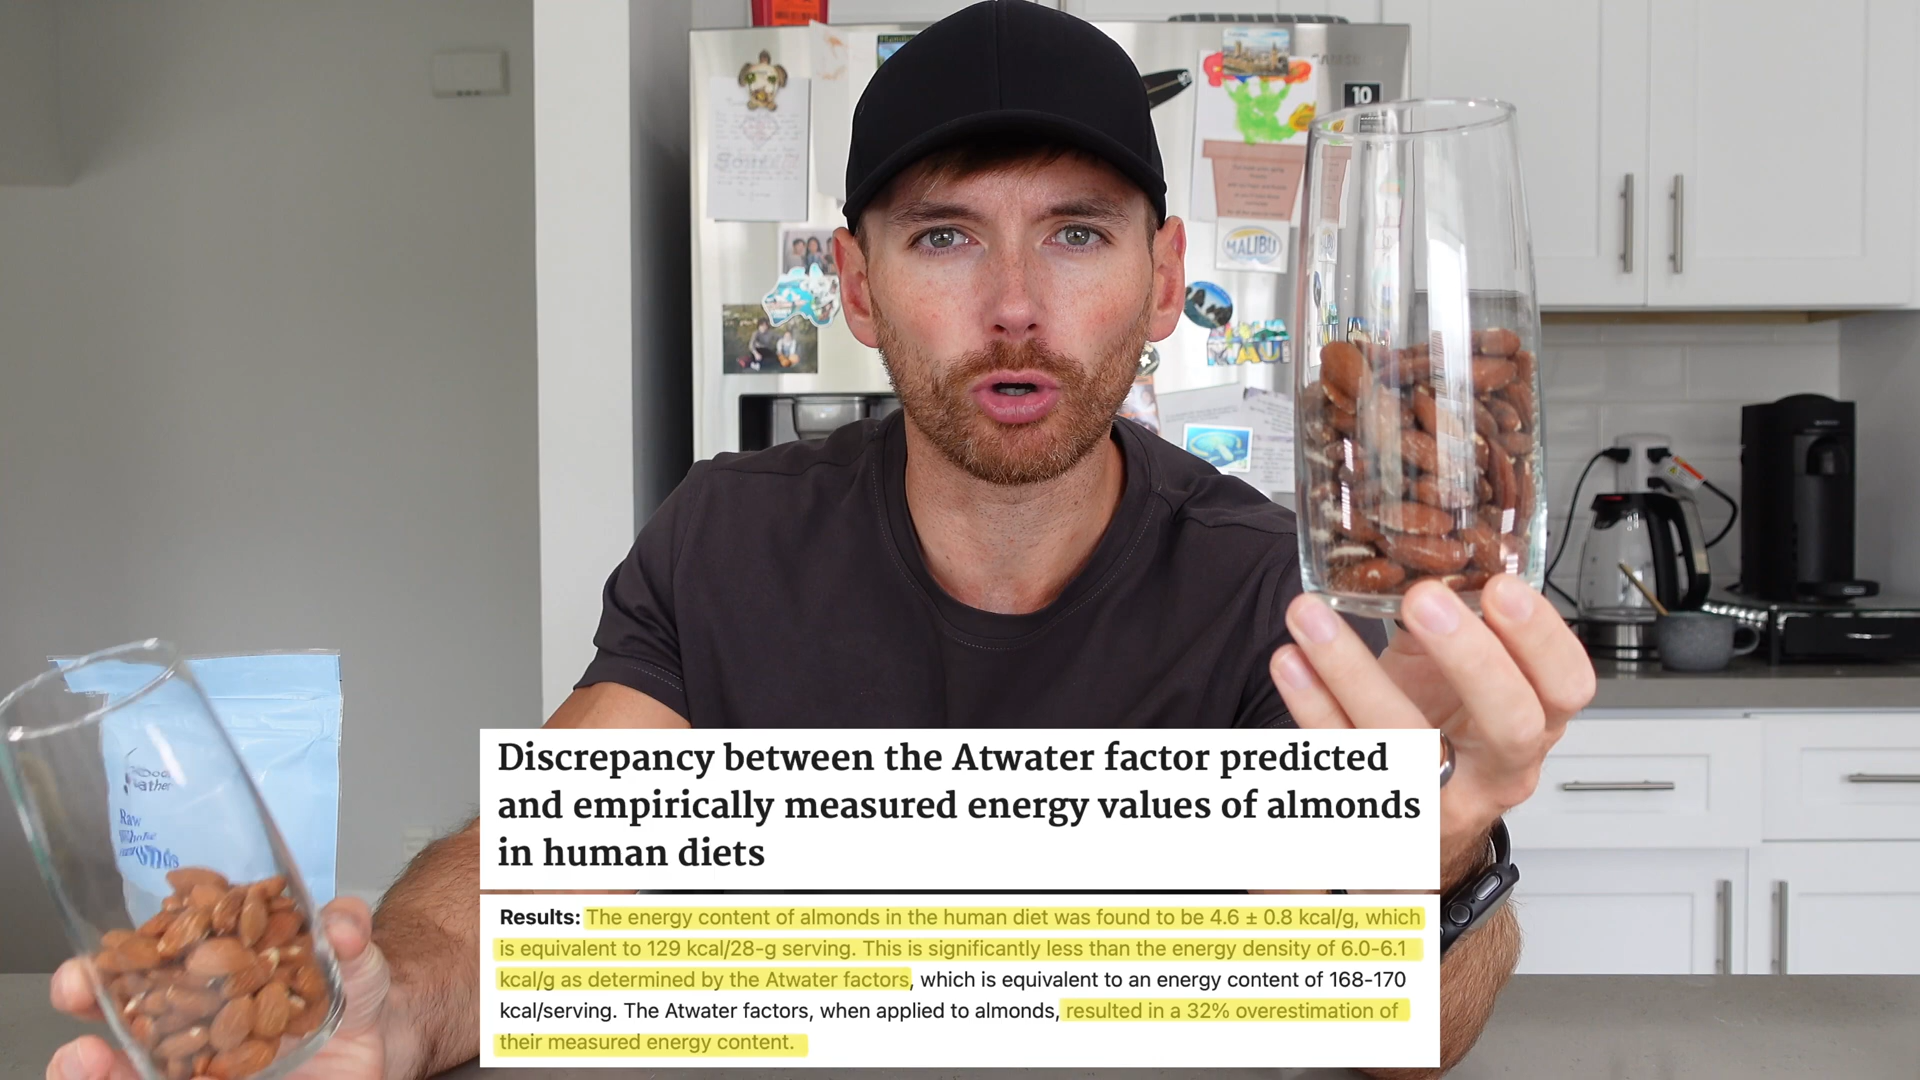 10
MALIBU
MAUI
Raw
Discrepancy between the Atwater factor predicted
and empirically measured energy values of almonds
in human diets
Results: The energy content of almonds in the human diet was found to be 4.6 ± 0.8 kcal/g, which
is equivalent to 129 kcal/28-g serving. This is significantly less than the energy density of 6.0-6.1
kcal/g as determined by the Atwater factors, which is equivalent to an energy content of 168-170
kcal/serving. The Atwater factors, when applied to almonds, resulted in a 32% overestimation of
their measured energy content.